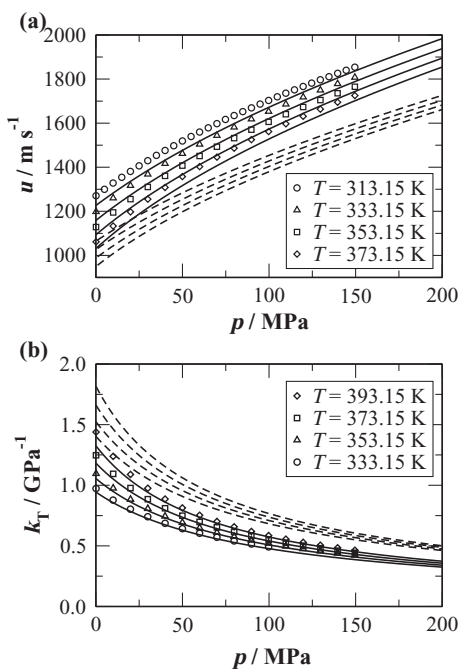 (a)
2000
1800
1600
1400
1200
1000
u / m s⁻¹
T = 313.15 K
T = 333.15 K
T = 353.15 K
T = 373.15 K
0 50 100 150 200
p / MPa
(b)
2.0
1.5
1.0
0.5
0.0
k_T / GPa⁻¹
T = 393.15 K
T = 373.15 K
T = 353.15 K
T = 333.15 K
0 50 100 150 200
p / MPa